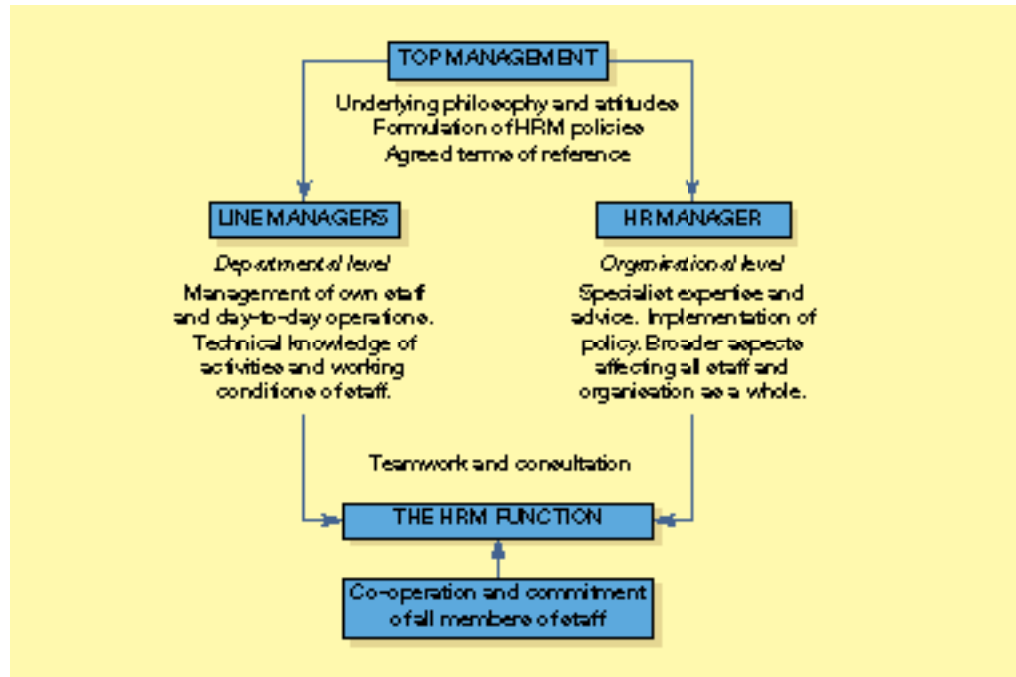 TOP MANAGEMENT
Underlying philosophy and attitudes
Formulation of HRM policies
Agreed terms of reference
LINE MANAGERS
HR MANAGER
Departmental level
Management of own staff
and day-to-day operations.
Technical knowledge of
activities and working
conditions of staff.
Organisational level
Specialist expertise and
advice. Implementation of
policy. Broader aspects
affecting all staff and
organisation as a whole.
Teamwork and consultation
THE HRM FUNCTION
Co-operation and commitment
of all members of staff